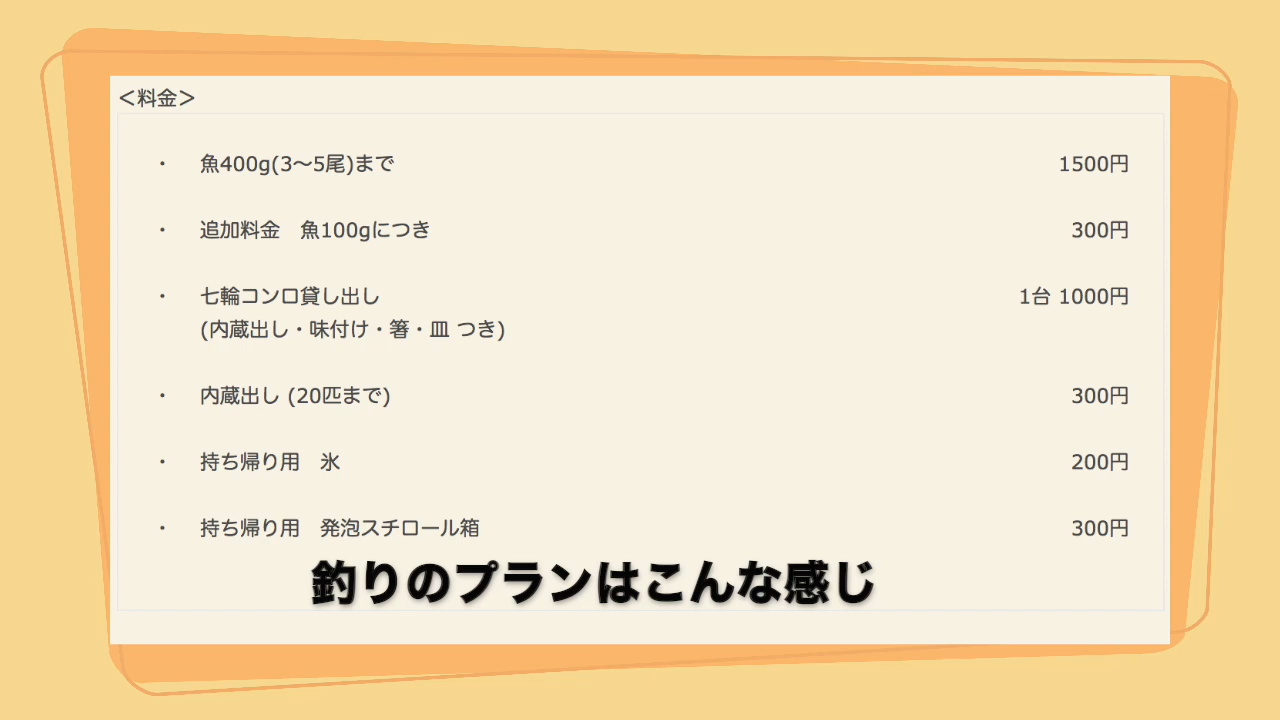 ＜料金＞
・ 魚400g(3～5尾)まで 1500円
・ 追加料金　魚100gにつき 300円
・ 七輪コンロ貸し出し 1台 1000円
(内蔵出し・味付け・箸・皿 つき)
・ 内蔵出し (20匹まで) 300円
・ 持ち帰り用　氷 200円
・ 持ち帰り用　発泡スチロール箱 300円
釣りのプランはこんな感じ